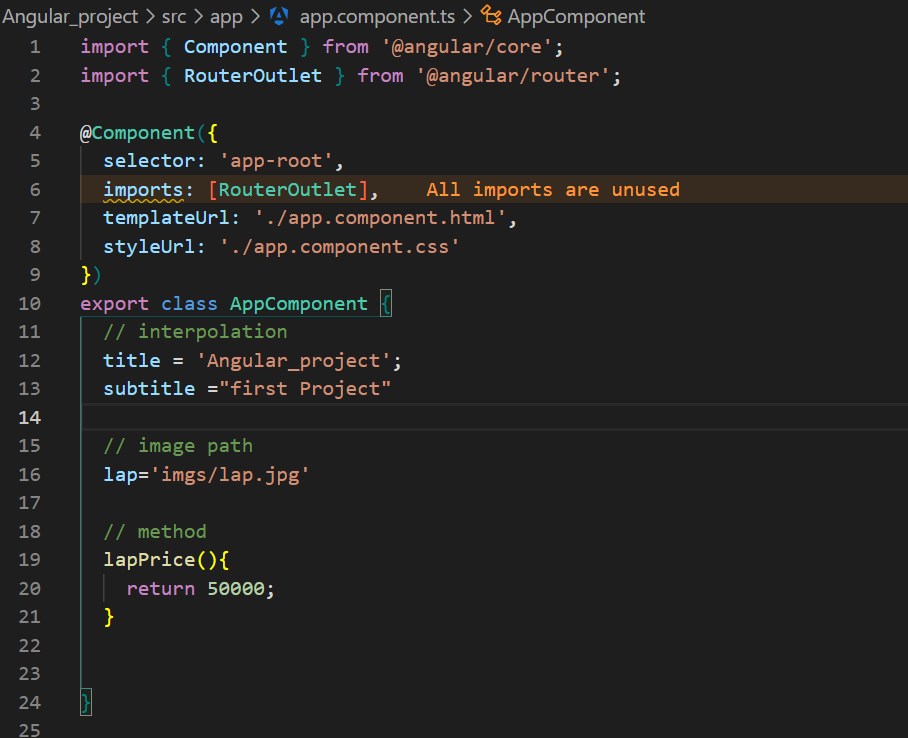 Angular_project > src > app > app.component.ts > AppComponent
1 import { Component } from '@angular/core';
2 import { RouterOutlet } from '@angular/router';
3
4 @Component({
5 selector: 'app-root',
6 imports: [RouterOutlet], All imports are unused
7 templateUrl: './app.component.html',
8 styleUrl: './app.component.css'
9 })
10 export class AppComponent {
11 // interpolation
12 title = 'Angular_project';
13 subtitle ="first Project"
14
15 // image path
16 lap='imgs/lap.jpg'
17
18 // method
19 lapPrice(){
20 return 50000;
21 }
22
23
24 }
25